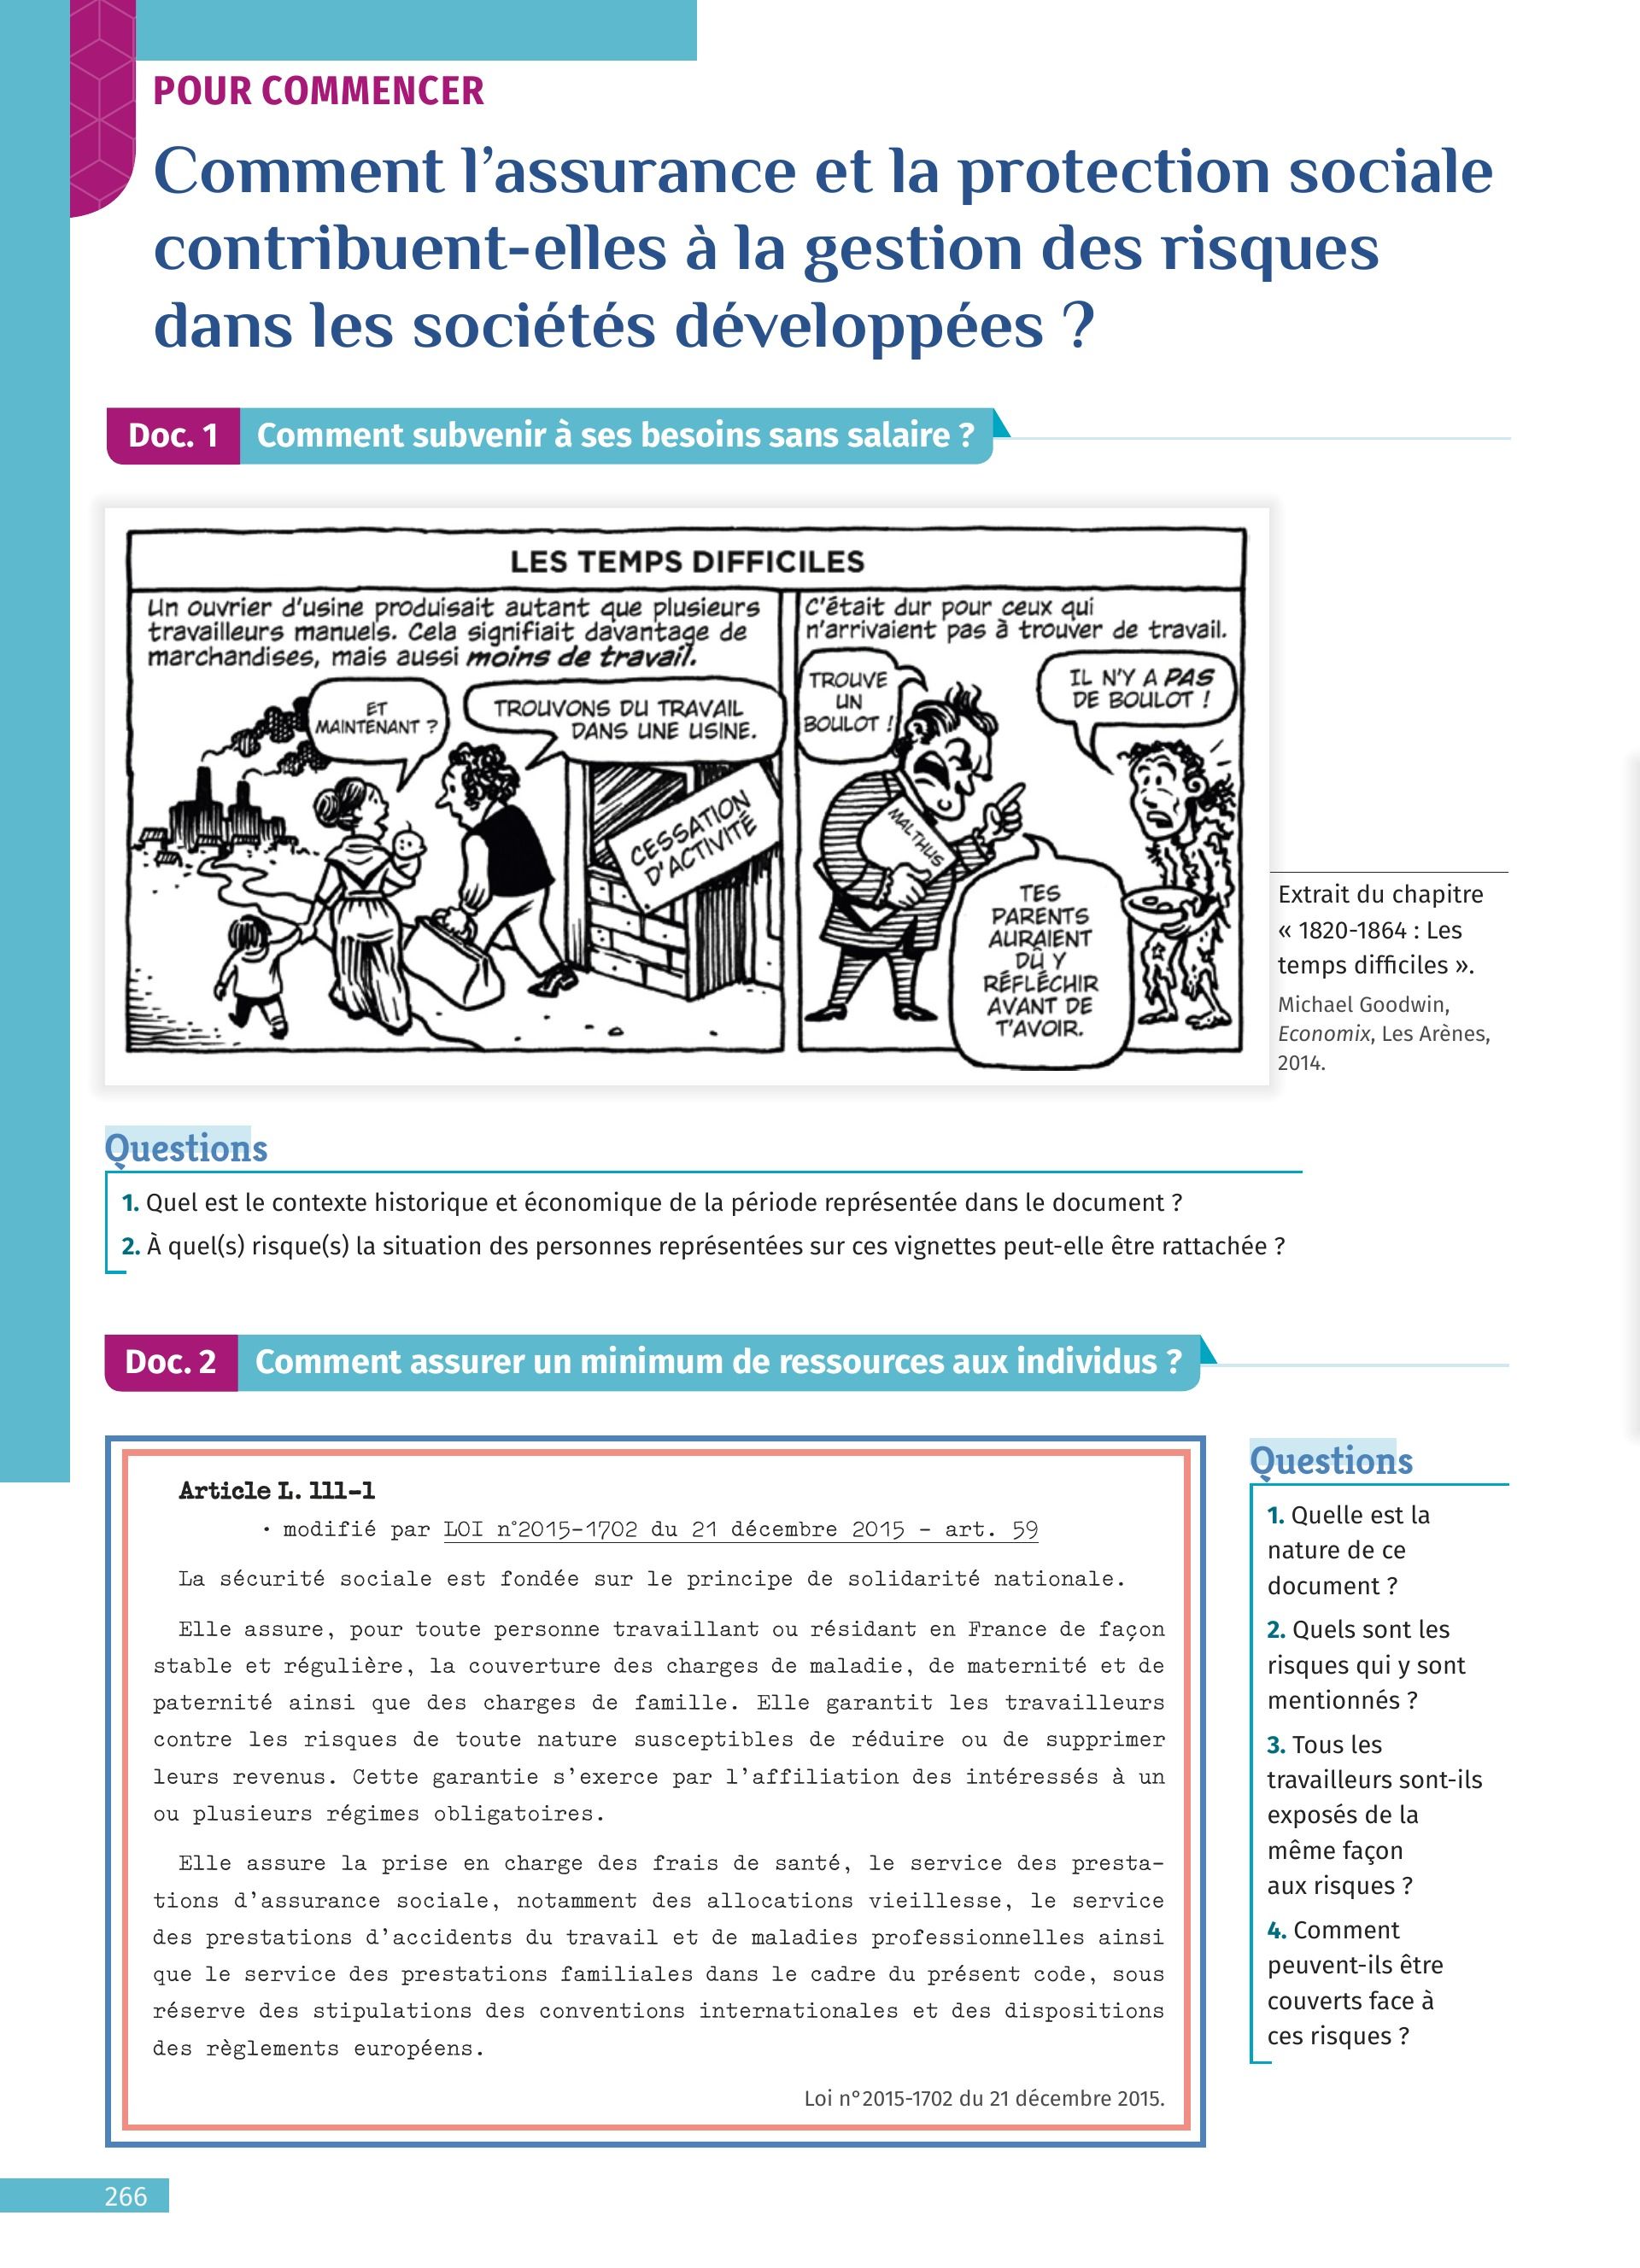 POUR COMMENCER
Comment l’assurance et la protection sociale
contribuent-elles à la gestion des risques
dans les sociétés développées ?
Doc. 1 Comment subvenir à ses besoins sans salaire ?
LES TEMPS DIFFICILES
Un ouvrier d’usine produisait autant que plusieurs
travailleurs manuels. Cela signifiait davantage de
marchandises, mais aussi moins de travail.
ET
MAINTENANT ?
TROUVONS DU TRAVAIL
DANS UNE USINE.
CESSATION
D’ACTIVITÉ
C’était dur pour ceux qui
n’arrivaient pas à trouver de travail.
TROUVE
UN
BOULOT !
IL N’Y A PAS
DE BOULOT !
MALTHUS
TES
PARENTS
AURAIENT
DÛ Y
RÉFLÉCHIR
AVANT DE
T’AVOIR.
Extrait du chapitre
« 1820-1864 : Les
temps difficiles ».
Michael Goodwin,
Economix, Les Arènes,
2014.
Questions
1. Quel est le contexte historique et économique de la période représentée dans le document ?
2. À quel(s) risque(s) la situation des personnes représentées sur ces vignettes peut-elle être rattachée ?
Doc. 2 Comment assurer un minimum de ressources aux individus ?
Article L. 111-1
• modifié par LOI n°2015-1702 du 21 décembre 2015 - art. 59
La sécurité sociale est fondée sur le principe de solidarité nationale.
Elle assure, pour toute personne travaillant ou résidant en France de façon
stable et régulière, la couverture des charges de maladie, de maternité et de
paternité ainsi que des charges de famille. Elle garantit les travailleurs
contre les risques de toute nature susceptibles de réduire ou de supprimer
leurs revenus. Cette garantie s’exerce par l’affiliation des intéressés à un
ou plusieurs régimes obligatoires.
Elle assure la prise en charge des frais de santé, le service des presta-
tions d’assurance sociale, notamment des allocations vieillesse, le service
des prestations d’accidents du travail et de maladies professionnelles ainsi
que le service des prestations familiales dans le cadre du présent code, sous
réserve des stipulations des conventions internationales et des dispositions
des règlements européens.
Loi n°2015-1702 du 21 décembre 2015.
Questions
1. Quelle est la
nature de ce
document ?
2. Quels sont les
risques qui y sont
mentionnés ?
3. Tous les
travailleurs sont-ils
exposés de la
même façon
aux risques ?
4. Comment
peuvent-ils être
couverts face à
ces risques ?
266